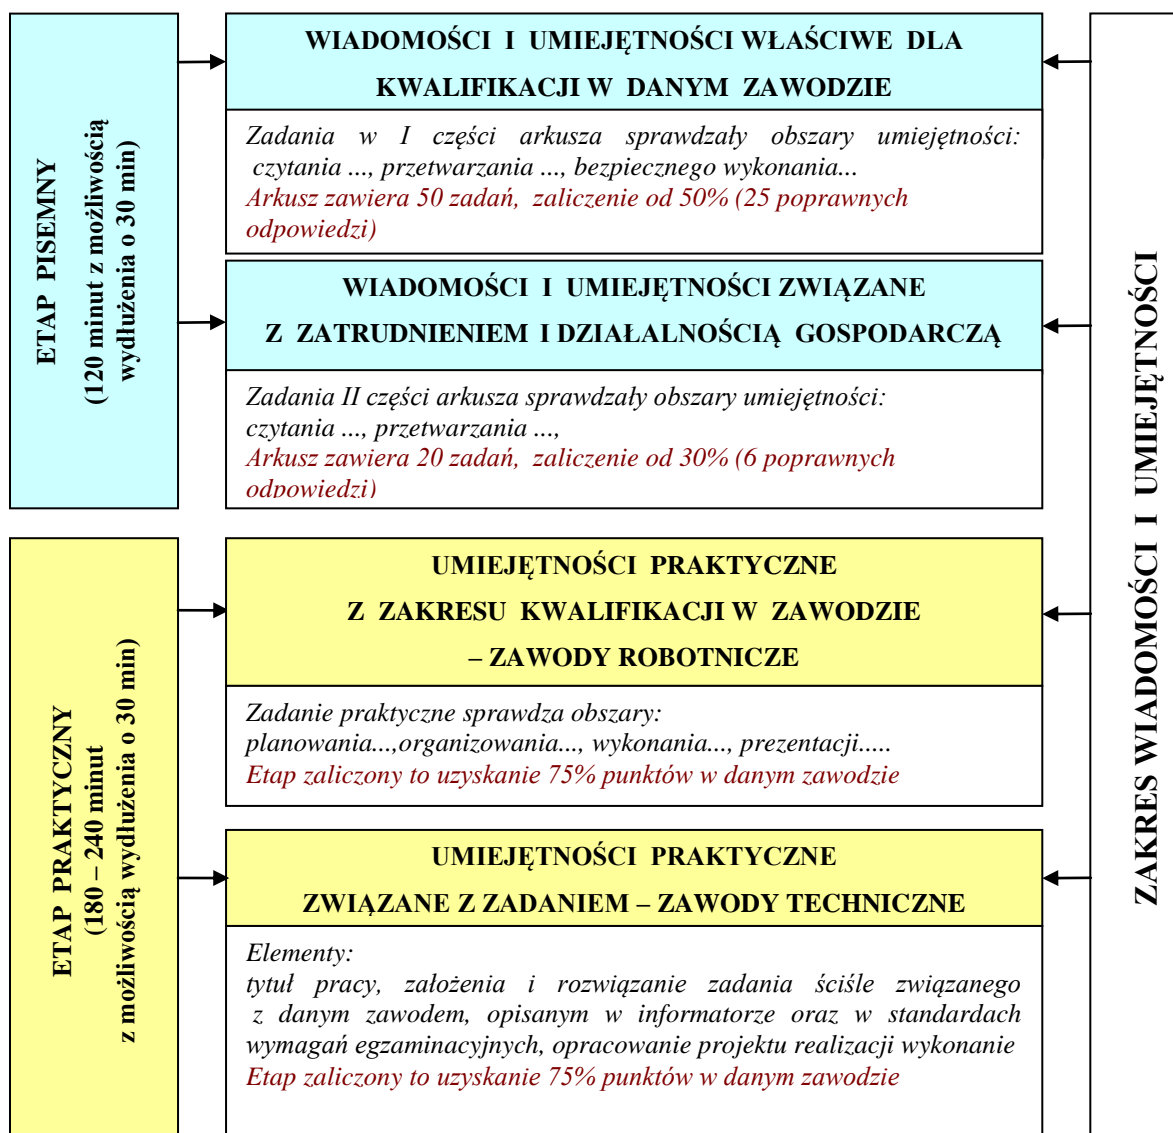 ETAP PISEMNY
(120 minut z możliwością
wydłużenia o 30 min)
WIADOMOŚCI I UMIEJĘTNOŚCI WŁAŚCIWE DLA
KWALIFIKACJI W DANYM ZAWODZIE
Zadania w I części arkusza sprawdzały obszary umiejętności:
czytania ..., przetwarzania ..., bezpiecznego wykonania...
Arkusz zawiera 50 zadań, zaliczenie od 50% (25 poprawnych
odpowiedzi)
WIADOMOŚCI I UMIEJĘTNOŚCI ZWIĄZANE
Z ZATRUDNIENIEM I DZIAŁALNOŚCIĄ GOSPODARCZĄ
Zadania II części arkusza sprawdzały obszary umiejętności:
czytania ..., przetwarzania ...,
Arkusz zawiera 20 zadań, zaliczenie od 30% (6 poprawnych
odpowiedzi)
ETAP PRAKTYCZNY
(180 – 240 minut
z możliwością wydłużenia o 30 min)
UMIEJĘTNOŚCI PRAKTYCZNE
Z ZAKRESU KWALIFIKACJI W ZAWODZIE
– ZAWODY ROBOTNICZE
Zadanie praktyczne sprawdza obszary:
planowania...,organizowania..., wykonania..., prezentacji.....
Etap zaliczony to uzyskanie 75% punktów w danym zawodzie
UMIEJĘTNOŚCI PRAKTYCZNE
ZWIĄZANE Z ZADANIEM – ZAWODY TECHNICZNE
Elementy:
tytuł pracy, założenia i rozwiązanie zadania ściśle związanego
z danym zawodem, opisanym w informatorze oraz w standardach
wymagań egzaminacyjnych, opracowanie projektu realizacji wykonanie
Etap zaliczony to uzyskanie 75% punktów w danym zawodzie
ZAKRES WIADOMOŚCI I UMIEJĘTNOŚCI